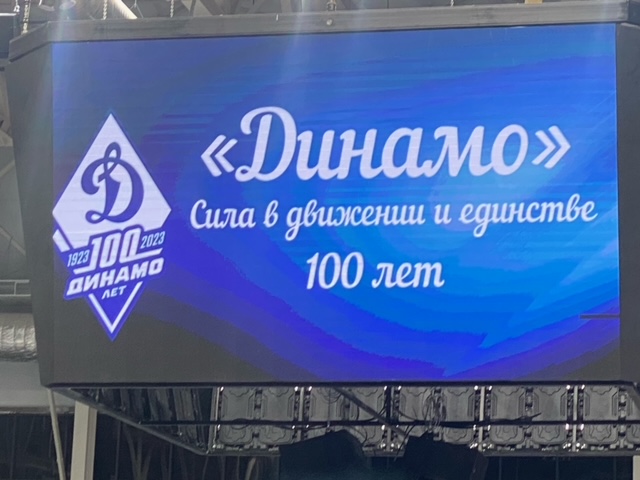 «Динамо»
Сила в движении и единстве
100 лет
Д
1923 100 2023
ДИНАМО
ЛЕТ